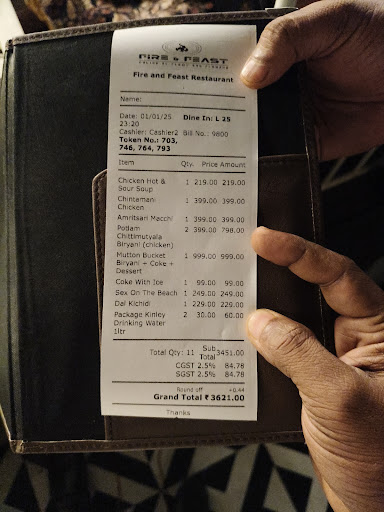 FIRE & FEAST
Fire and Feast Restaurant
Name:
Date: 01/01/25 Dine In: L 25
23:20
Cashier: Cashier2 Bill No.: 9800
Token No.: 703,
746, 764, 793
Item Qty. Price Amount
Chicken Hot & 1 219.00 219.00
Sour Soup
Chintamani 1 399.00 399.00
Chicken
Amritsari Macchi 1 399.00 399.00
Potlam 2 399.00 798.00
Chittimutyala
Biryani (chicken)
Mutton Bucket 1 999.00 999.00
Biryani + Coke +
Dessert
Coke With Ice 1 99.00 99.00
Sex On The Beach 1 249.00 249.00
Dal Kichidi 1 229.00 229.00
Package Kinley 2 30.00 60.00
Drinking Water
1ltr
Total Qty: 11 Sub Total 3451.00
CGST 2.5% 84.78
SGST 2.5% 84.78
Round off +0.44
Grand Total ₹ 3621.00
Thanks